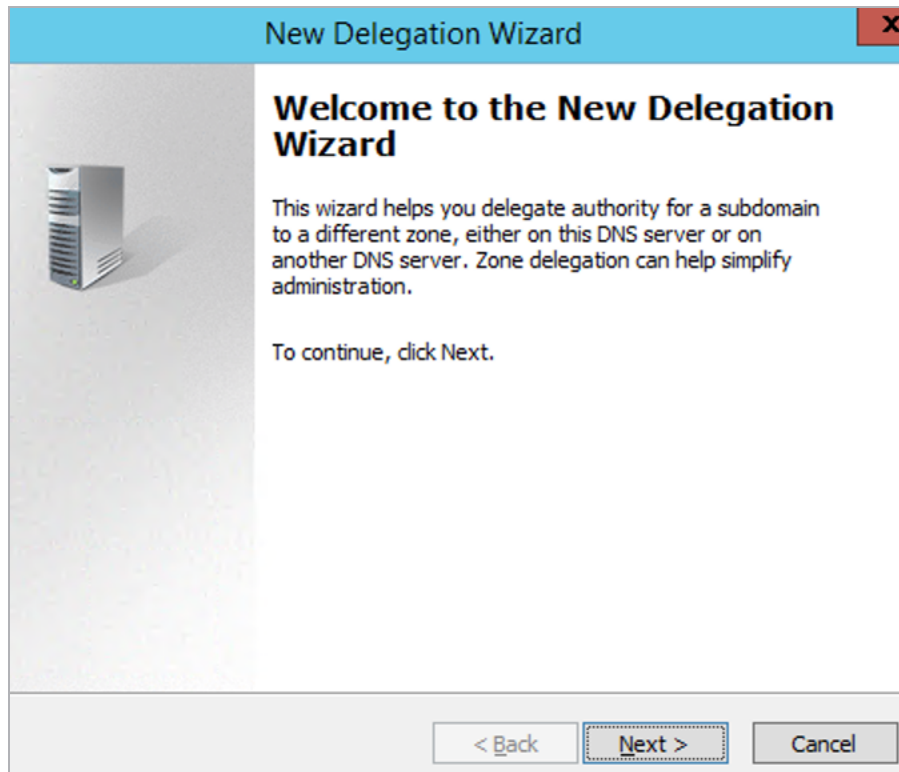 New Delegation Wizard
x
Welcome to the New Delegation
Wizard
This wizard helps you delegate authority for a subdomain
to a different zone, either on this DNS server or on
another DNS server. Zone delegation can help simplify
administration.
To continue, click Next.
< Back Next > Cancel